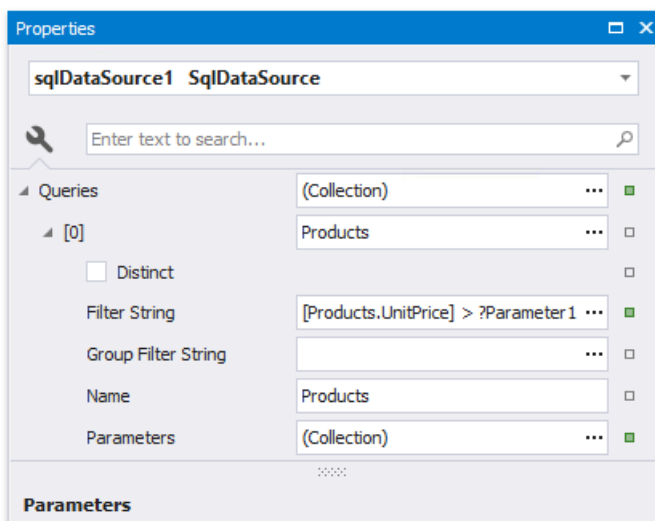 Properties
sqlDataSource1 SqlDataSource
Enter text to search...
Queries (Collection) ...
[0] Products ...
Distinct
Filter String [Products.UnitPrice] > ?Parameter1 ...
Group Filter String ...
Name Products
Parameters (Collection) ...
Parameters